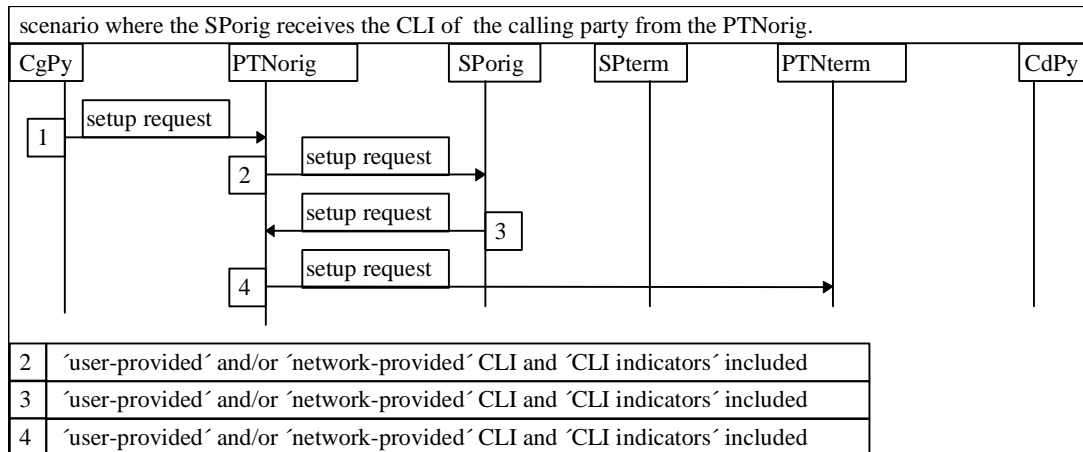 scenario where the SPorig receives the CLI of the calling party from the PTNorig.
CgPy PTNorig SPorig SPterm PTNterm CdPy
setup request
1
setup request
2
setup request
3
setup request
4
2 ´user-provided´ and/or ´network-provided´ CLI and ´CLI indicators´ included
3 ´user-provided´ and/or ´network-provided´ CLI and ´CLI indicators´ included
4 ´user-provided´ and/or ´network-provided´ CLI and ´CLI indicators´ included